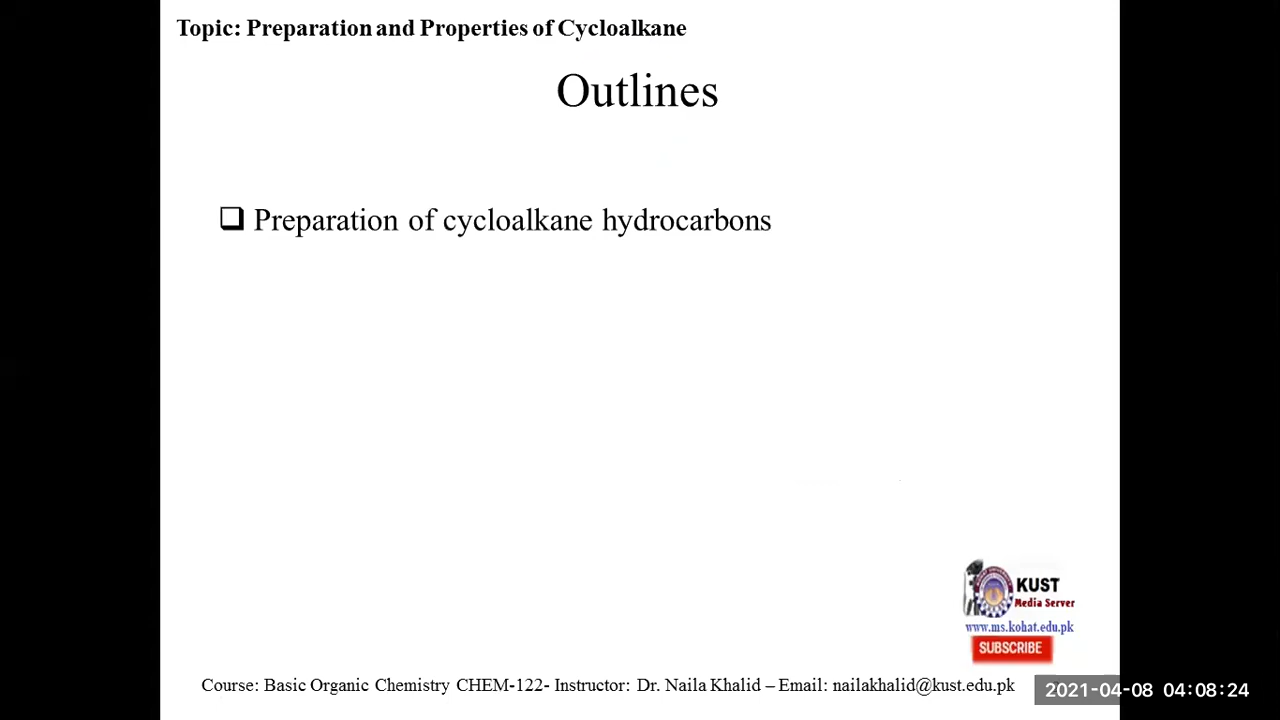 Topic: Preparation and Properties of Cycloalkane
Outlines
❑ Preparation of cycloalkane hydrocarbons
KUST
Media Server
www.ms.kohat.edu.pk
SUBSCRIBE
Course: Basic Organic Chemistry CHEM-122- Instructor: Dr. Naila Khalid – Email: nailakhalid@kust.edu.pk
2021-04-08 04:08:24